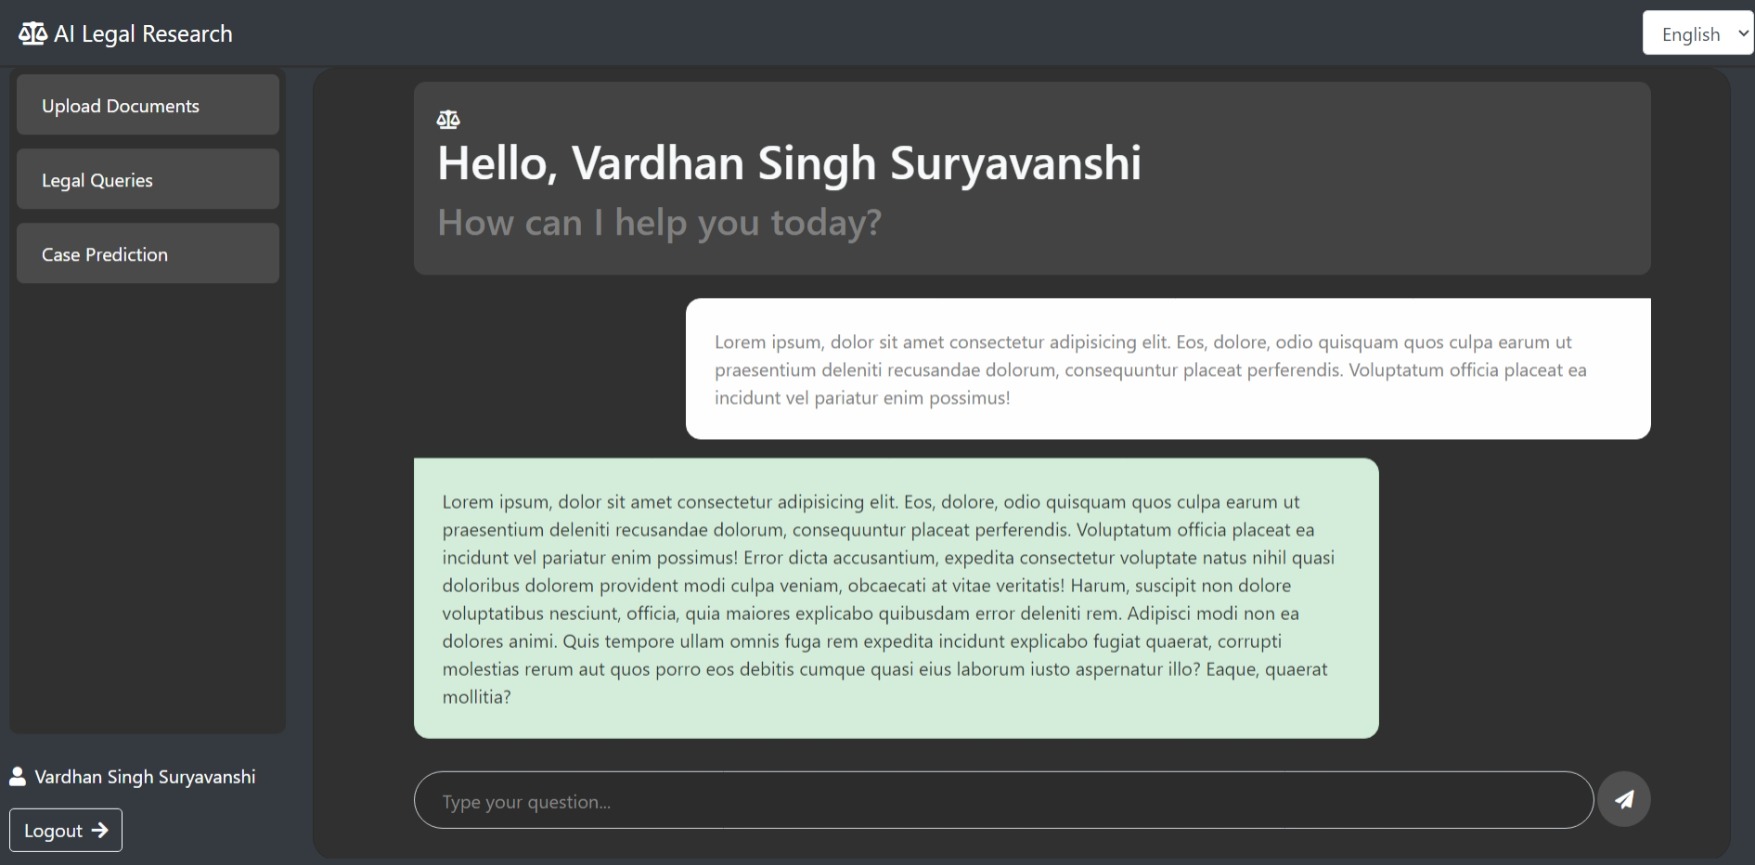 AI Legal Research
English
Upload Documents
Legal Queries
Case Prediction
Hello, Vardhan Singh Suryavanshi
How can I help you today?
Lorem ipsum, dolor sit amet consectetur adipisicing elit. Eos, dolore, odio quisquam quos culpa earum ut
praesentium deleniti recusandae dolorum, consequuntur placeat perferendis. Voluptatum officia placeat ea
incidunt vel pariatur enim possimus!
Lorem ipsum, dolor sit amet consectetur adipisicing elit. Eos, dolore, odio quisquam quos culpa earum ut
praesentium deleniti recusandae dolorum, consequuntur placeat perferendis. Voluptatum officia placeat ea
incidunt vel pariatur enim possimus! Error dicta accusantium, expedita consectetur voluptate natus nihil quasi
doloribus dolorem provident modi culpa veniam, obcaecati at vitae veritatis! Harum, suscipit non dolore
voluptatibus nesciunt, officia, quia maiores explicabo quibusdam error deleniti rem. Adipisci modi non ea
dolores animi. Quis tempore ullam omnis fuga rem expedita incidunt explicabo fugiat quaerat, corrupti
molestias rerum aut quos porro eos debitis cumque quasi eius laborum iusto aspernatur illo? Eaque, quaerat
mollitia?
Type your question...
Vardhan Singh Suryavanshi
Logout